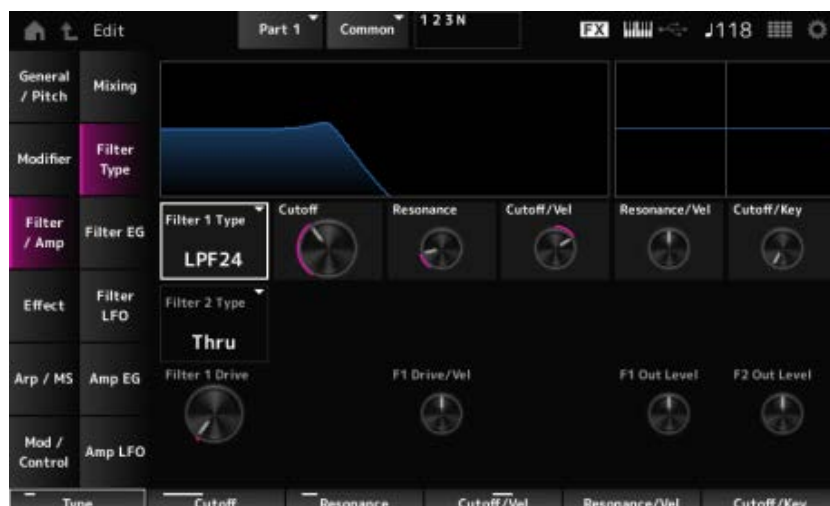 Edit
Part 1
Common
1 2 3 N
FX
♩118
General
/ Pitch
Mixing
Modifier
Filter
Type
Filter
/ Amp
Filter EG
Effect
Filter
LFO
Arp / MS
Amp EG
Mod /
Control
Amp LFO
Filter 1 Type
LPF24
Cutoff
Resonance
Cutoff/Vel
Resonance/Vel
Cutoff/Key
Filter 2 Type
Thru
Filter 1 Drive
F1 Drive/Vel
F1 Out Level
F2 Out Level
Type
Cutoff
Resonance
Cutoff/Vel
Resonance/Vel
Cutoff/Key